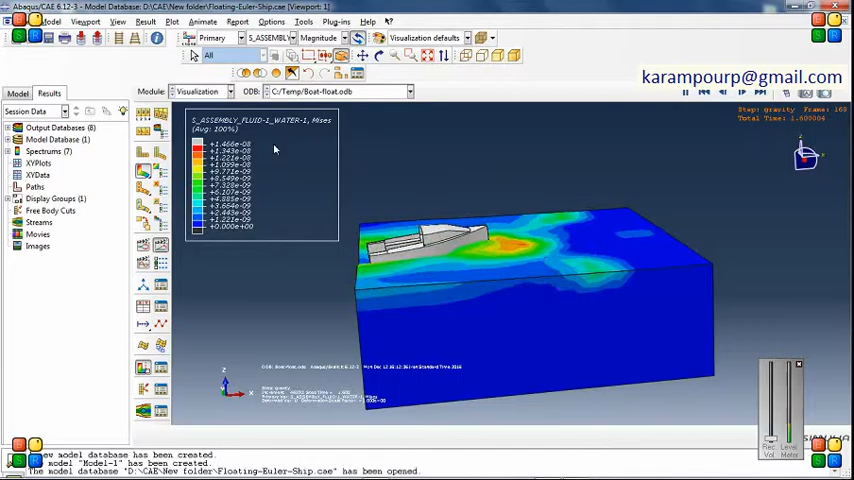 Abaqus/CAE 6.12-3 - Model Database: D:\CAE\New folder\Floating-Euler-Ship.cae [Viewport: 1]
Model Viewport View Result Plot Animate Report Options Tools Plug-ins Help
Primary S_ASSEMBLY Magnitude Visualization defaults
All
karampourp@gmail.com
Module: Visualization ODB: C:/Temp/Boat-float.odb
Model Results
Session Data
Output Databases (8)
Model Database (1)
Spectrums (7)
XYPlots
XYData
Paths
Display Groups (1)
Free Body Cuts
Streams
Movies
Images
S_ASSEMBLY_FLUID-1_WATER-1, Mises
(Avg: 100%)
+1.466e-08
+1.343e-08
+1.221e-08
+1.099e-08
+9.771e-09
+8.549e-09
+7.328e-09
+6.107e-09
+4.885e-09
+3.664e-09
+2.443e-09
+1.221e-09
+0.000e+00
Step: gravity Frame: 160
Total Time: 1.600004
Z
X
Rec Vol
Level Meter
ew model database has been created.
model "Model-1" has been created.
The model database "D:\CAE\New folder\Floating-Euler-Ship.cae" has been opened.